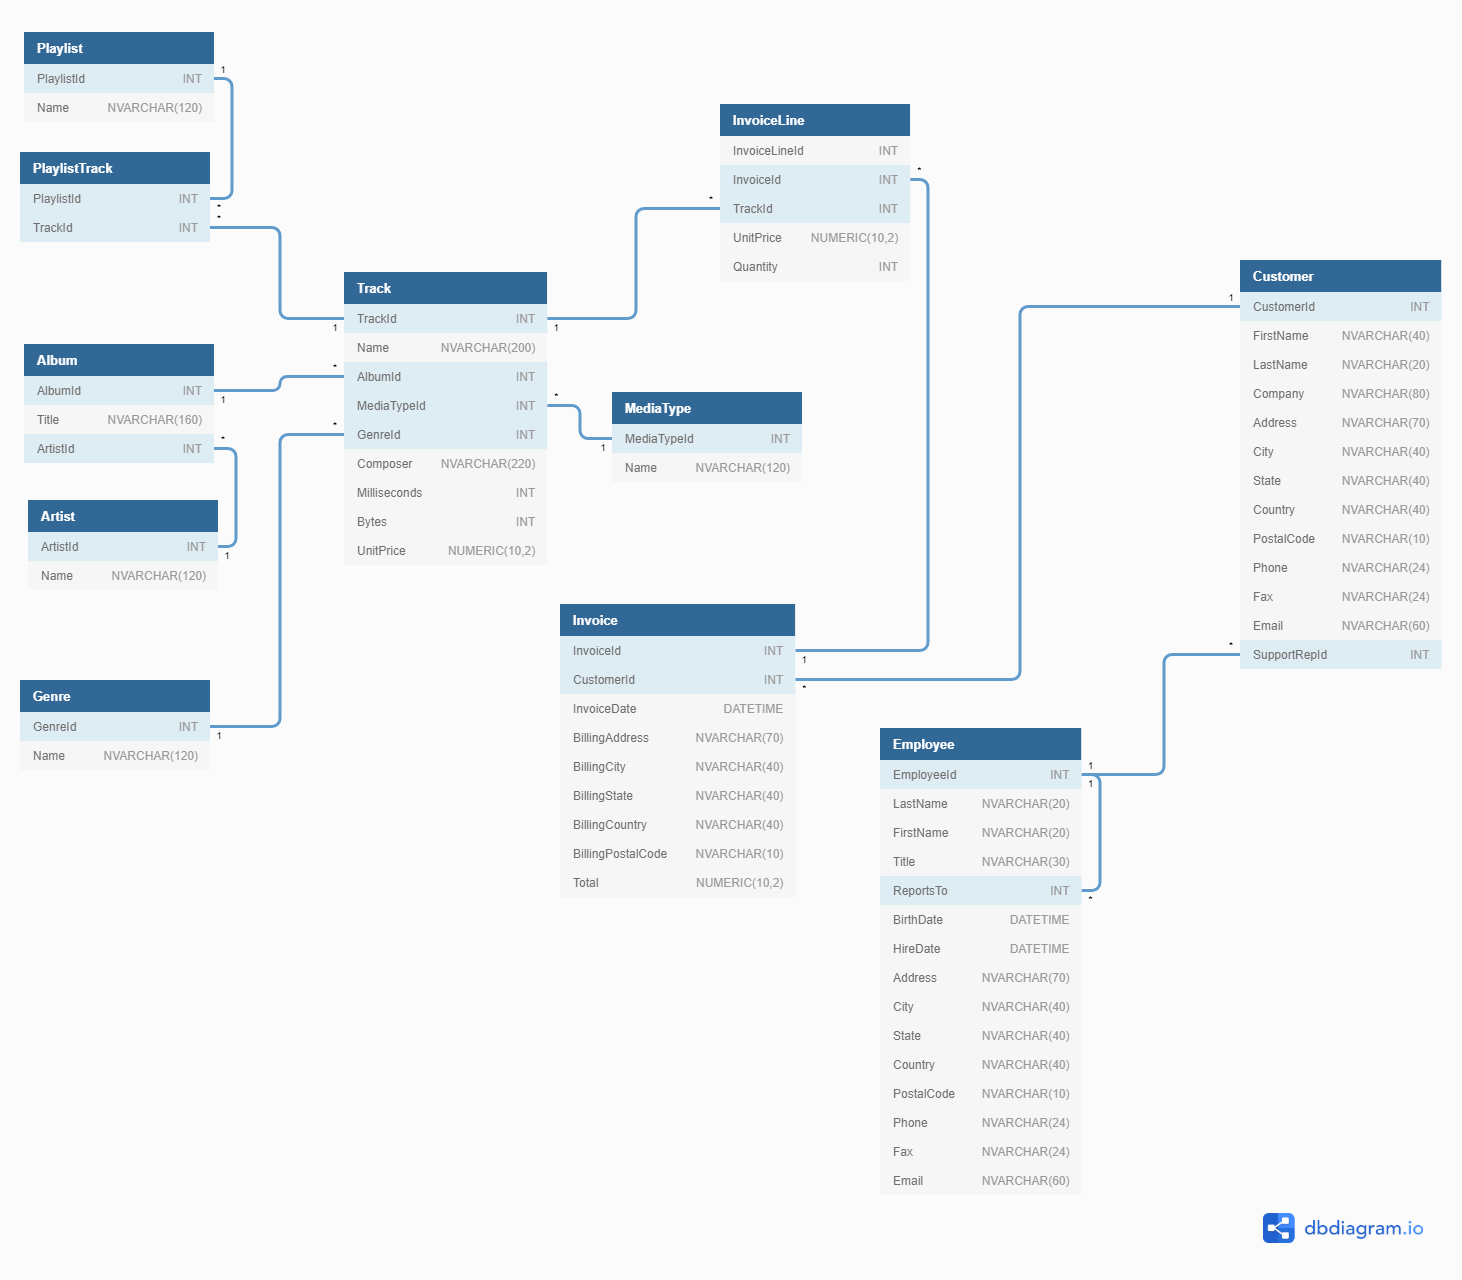 Playlist
PlaylistId INT
Name NVARCHAR(120)
1
PlaylistTrack
PlaylistId INT
TrackId INT
*
*
Album
AlbumId INT
Title NVARCHAR(160)
ArtistId INT
1
*
Artist
ArtistId INT
Name NVARCHAR(120)
1
Genre
GenreId INT
Name NVARCHAR(120)
1
Track
TrackId INT
Name NVARCHAR(200)
AlbumId INT
MediaTypeId INT
GenreId INT
Composer NVARCHAR(220)
Milliseconds INT
Bytes INT
UnitPrice NUMERIC(10,2)
1
1
*
*
*
MediaType
MediaTypeId INT
Name NVARCHAR(120)
1
InvoiceLine
InvoiceLineId INT
InvoiceId INT
TrackId INT
UnitPrice NUMERIC(10,2)
Quantity INT
*
*
Invoice
InvoiceId INT
CustomerId INT
InvoiceDate DATETIME
BillingAddress NVARCHAR(70)
BillingCity NVARCHAR(40)
BillingState NVARCHAR(40)
BillingCountry NVARCHAR(40)
BillingPostalCode NVARCHAR(10)
Total NUMERIC(10,2)
1
*
Customer
CustomerId INT
FirstName NVARCHAR(40)
LastName NVARCHAR(20)
Company NVARCHAR(80)
Address NVARCHAR(70)
City NVARCHAR(40)
State NVARCHAR(40)
Country NVARCHAR(40)
PostalCode NVARCHAR(10)
Phone NVARCHAR(24)
Fax NVARCHAR(24)
Email NVARCHAR(60)
SupportRepId INT
1
*
Employee
EmployeeId INT
LastName NVARCHAR(20)
FirstName NVARCHAR(20)
Title NVARCHAR(30)
ReportsTo INT
BirthDate DATETIME
HireDate DATETIME
Address NVARCHAR(70)
City NVARCHAR(40)
State NVARCHAR(40)
Country NVARCHAR(40)
PostalCode NVARCHAR(10)
Phone NVARCHAR(24)
Fax NVARCHAR(24)
Email NVARCHAR(60)
1
1
*
dbdiagram.io